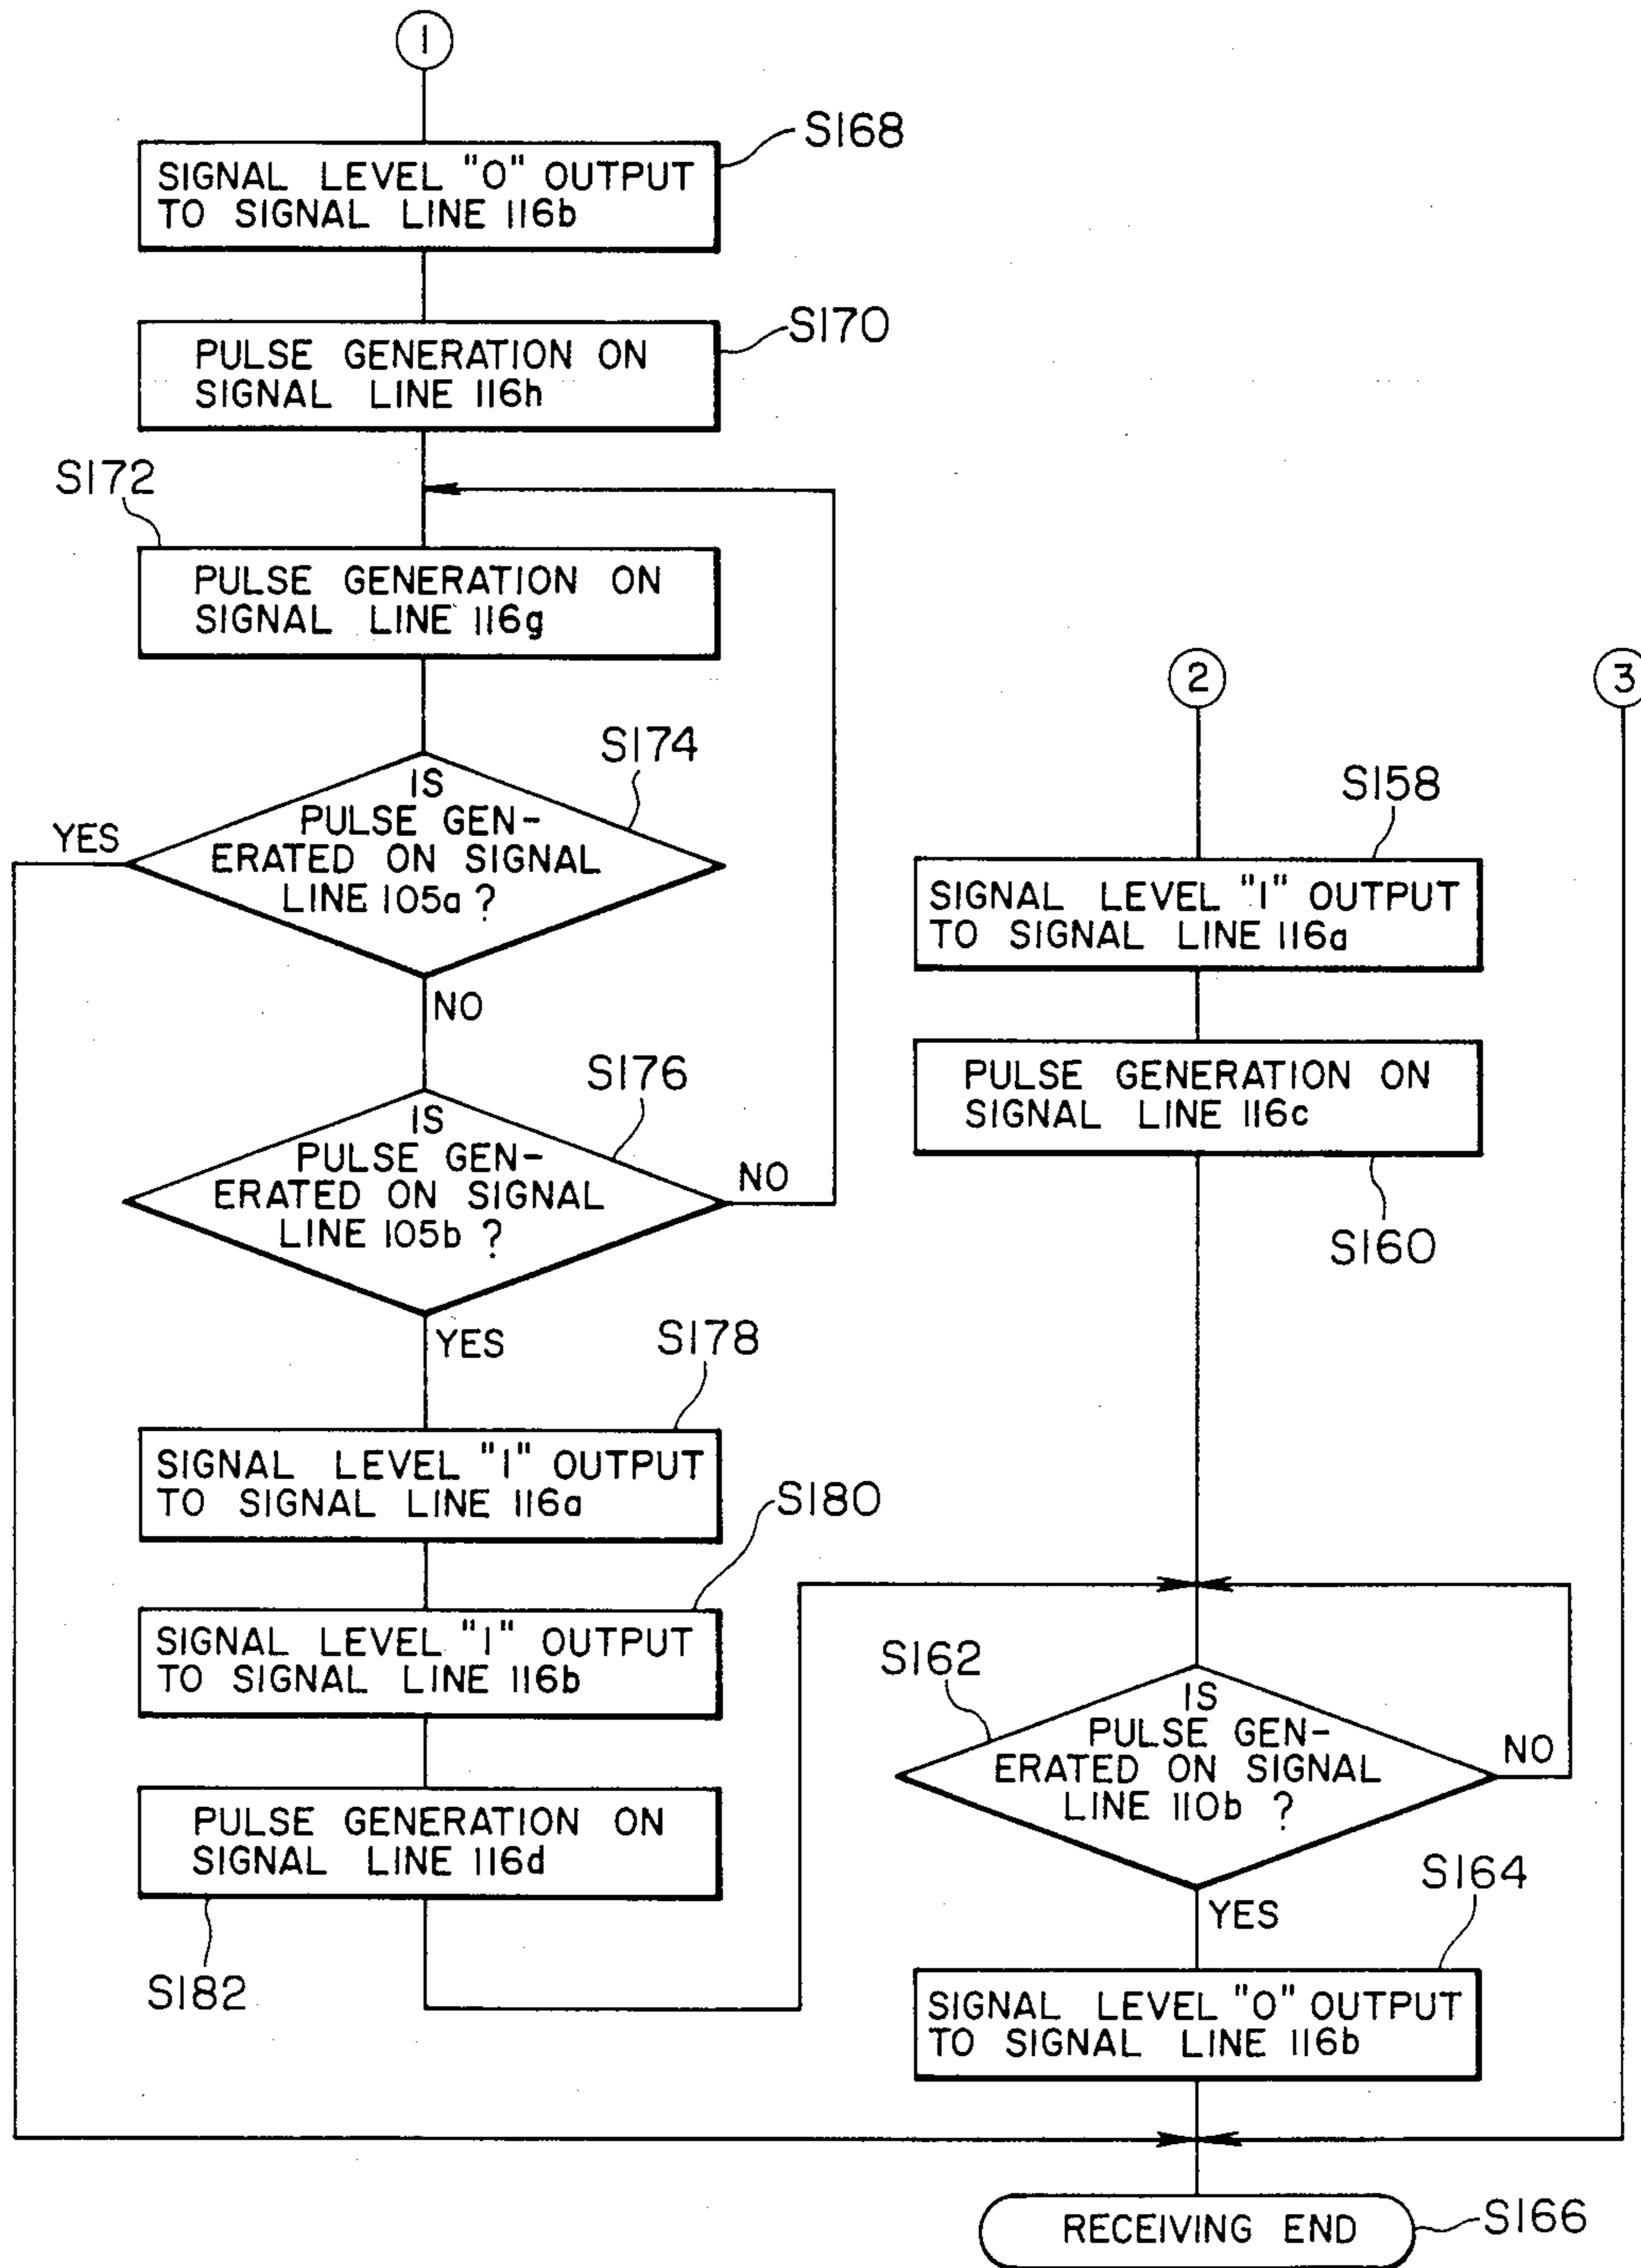 1
S168
SIGNAL LEVEL "0" OUTPUT
TO SIGNAL LINE 116b
S170
PULSE GENERATION ON
SIGNAL LINE 116h
S172
PULSE GENERATION ON
SIGNAL LINE 116g
S174
IS
PULSE GEN-
ERATED ON SIGNAL
LINE 105a ?
YES
NO
S176
IS
PULSE GEN-
ERATED ON SIGNAL
LINE 105b ?
NO
YES
S178
SIGNAL LEVEL "1" OUTPUT
TO SIGNAL LINE 116a
S180
SIGNAL LEVEL "1" OUTPUT
TO SIGNAL LINE 116b
PULSE GENERATION ON
SIGNAL LINE 116d
S182
2
S158
SIGNAL LEVEL "1" OUTPUT
TO SIGNAL LINE 116a
PULSE GENERATION ON
SIGNAL LINE 116c
S160
S162
IS
PULSE GEN-
ERATED ON SIGNAL
LINE 110b ?
NO
YES
S164
SIGNAL LEVEL "0" OUTPUT
TO SIGNAL LINE 116b
3
RECEIVING END
S166